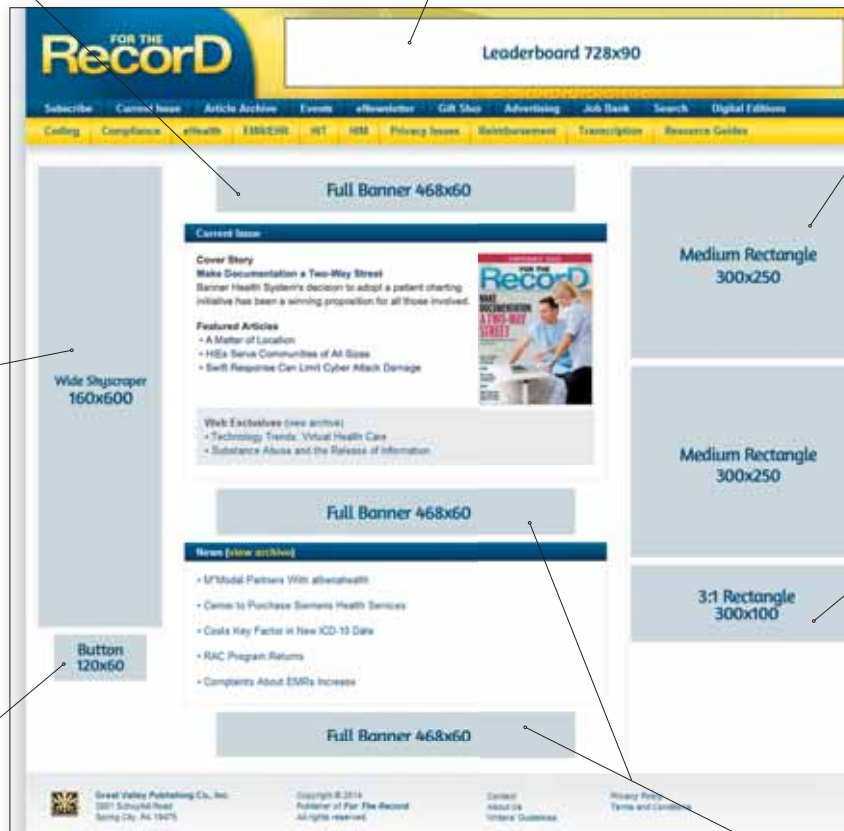 FOR THE
RecorD
Leaderboard 728x90
Subscribe Current Issue Article Archive Events eNewsletter Gift Shop Advertising Job Bank Search Digital Editions
Coding Compliance eHealth EMR/EHR HIT HIM Privacy Issues Reimbursement Transcription Resource Guides
Wide Skyscraper
160x600
Button
120x60
Full Banner 468x60
Current Issue
Cover Story
Make Documentation a Two-Way Street
Banner Health System's decision to adopt a patient charting
initiative has been a winning proposition for all those involved.
Featured Articles
• A Matter of Location
• HIEs Serve Communities of All Sizes
• Swift Response Can Limit Cyber Attack Damage
FOR THE
RecorD
MAKE
DOCUMENTATION
A TWO-WAY
STREET
Web Exclusives (view archive)
• Technology Trends: Virtual Health Care
• Substance Abuse and the Release of Information
Full Banner 468x60
News (view archive)
• M*Modal Partners With athenahealth
• Cerner to Purchase Siemens Health Services
• Costs Key Factor in New ICD-10 Date
• RAC Program Returns
• Complaints About EMRs Increase
Full Banner 468x60
Medium Rectangle
300x250
Medium Rectangle
300x250
3:1 Rectangle
300x100
Great Valley Publishing Co., Inc.
3801 Schuylkill Road
Spring City, PA 19475
Copyright © 2014
Publisher of For The Record
All rights reserved.
Contact
About Us
Writers' Guidelines
Privacy Policy
Terms and Conditions